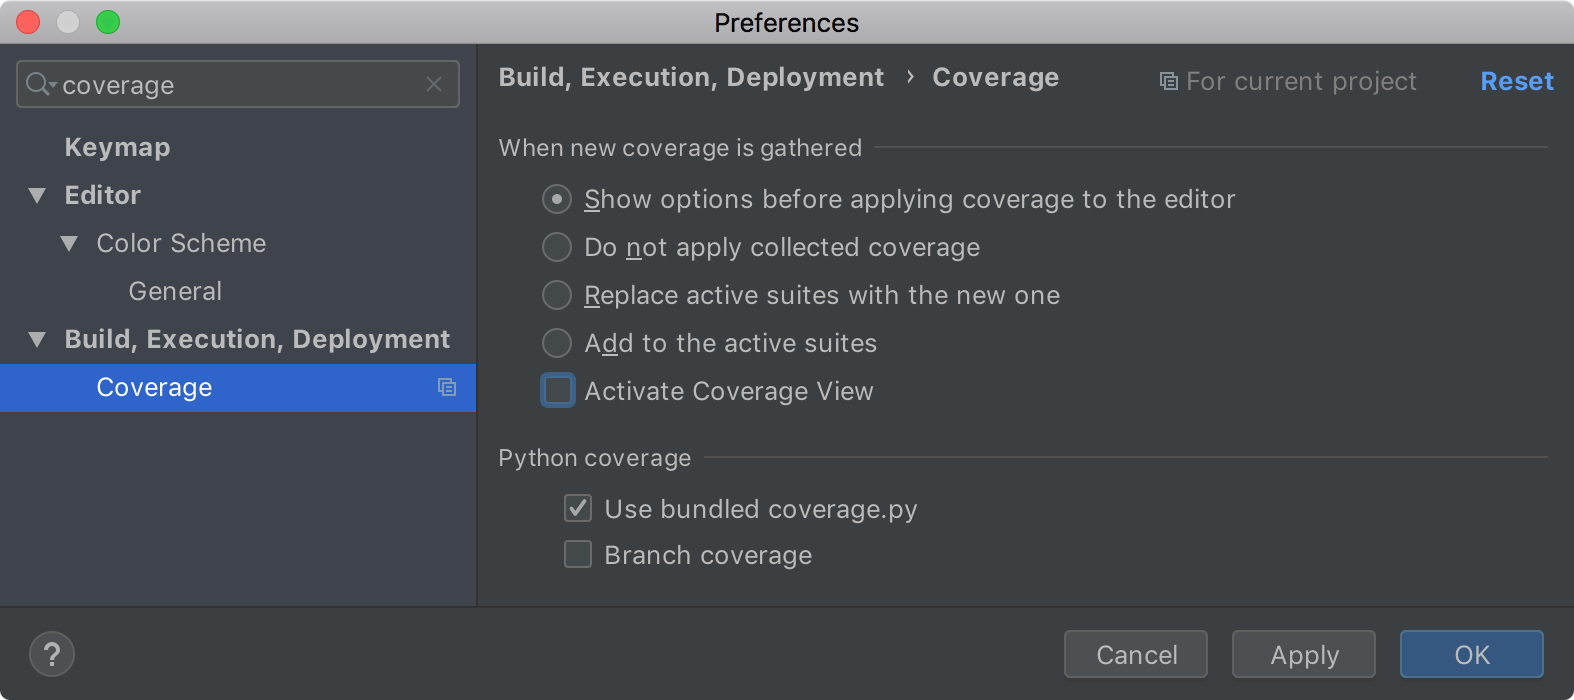 Preferences
coverage
Keymap
Editor
Color Scheme
General
Build, Execution, Deployment
Coverage
Build, Execution, Deployment › Coverage
For current project
Reset
When new coverage is gathered
Show options before applying coverage to the editor
Do not apply collected coverage
Replace active suites with the new one
Add to the active suites
Activate Coverage View
Python coverage
Use bundled coverage.py
Branch coverage
?
Cancel
Apply
OK